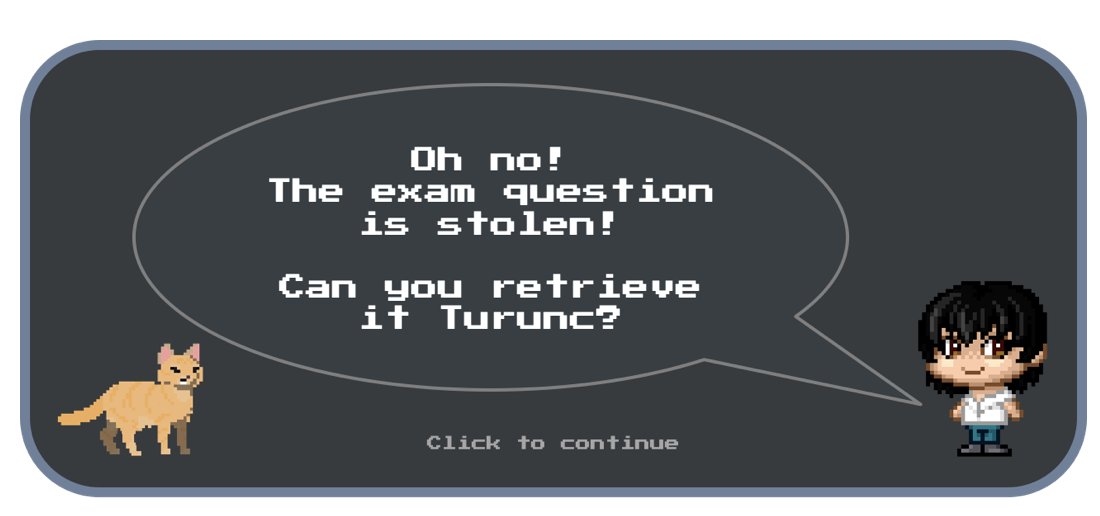 Oh no!
The exam question
is stolen!
Can you retrieve
it Turunc?
Click to continue